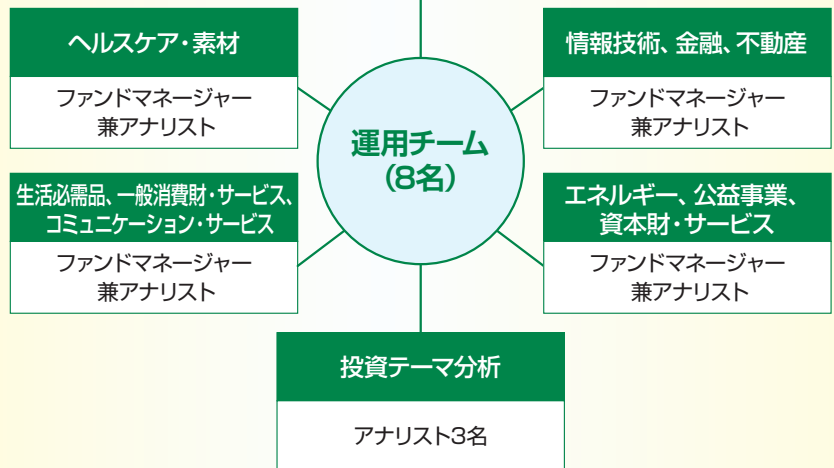 ヘルスケア・素材
ファンドマネージャー
兼アナリスト
情報技術、金融、不動産
ファンドマネージャー
兼アナリスト
運用チーム
(8名)
生活必需品、一般消費財・サービス、
コミュニケーション・サービス
ファンドマネージャー
兼アナリスト
エネルギー、公益事業、
資本財・サービス
ファンドマネージャー
兼アナリスト
投資テーマ分析
アナリスト3名